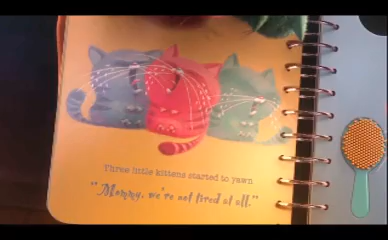 Three little kittens started to yawn
"Mommy, we're not tired at all."